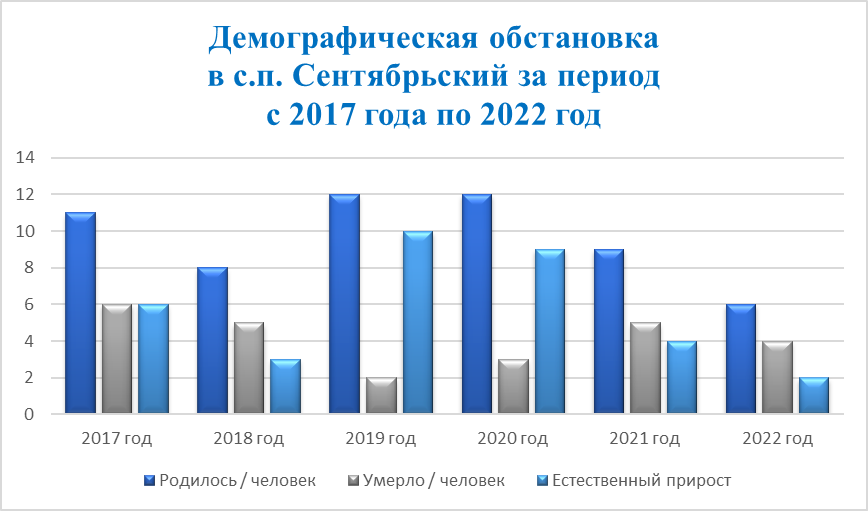 Демографическая обстановка
в с.п. Сентябрьский за период
с 2017 года по 2022 год
14
12
10
8
6
4
2
0
2017 год
2018 год
2019 год
2020 год
2021 год
2022 год
Родилось / человек
Умерло / человек
Естественный прирост